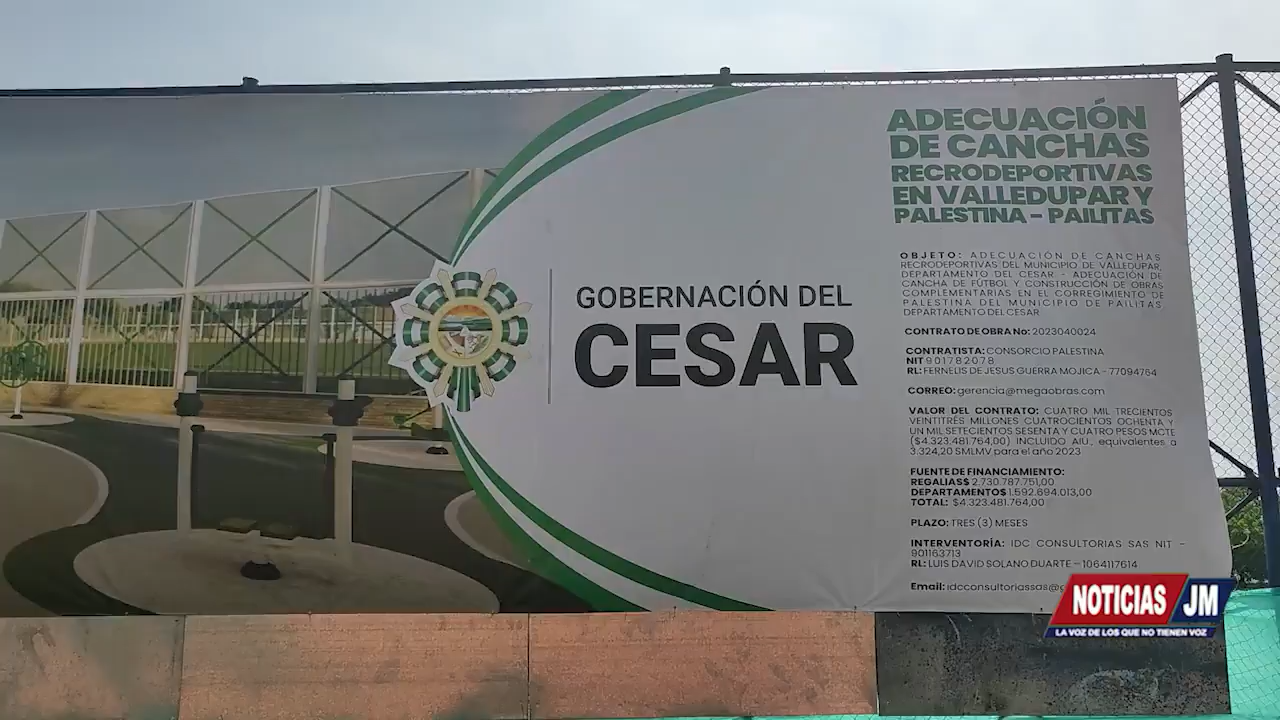 ADECUACIÓN
DE CANCHAS
RECRODEPORTIVAS
EN VALLEDUPAR Y
PALESTINA - PAILITAS
GOBERNACIÓN DEL
CESAR
OBJETO: ADECUACIÓN DE CANCHAS
RECRODEPORTIVAS DEL MUNICIPIO DE VALLEDUPAR,
DEPARTAMENTO DEL CESAR - ADECUACIÓN DE
CANCHA DE FÚTBOL Y CONSTRUCCIÓN DE OBRAS
COMPLEMENTARIAS EN EL CORREGIMIENTO DE
PALESTINA DEL MUNICIPIO DE PAILITAS
DEPARTAMENTO DEL CESAR
CONTRATO DE OBRA No: 2023040024
CONTRATISTA: CONSORCIO PALESTINA
NIT 901782078
RL: FERNELIS DE JESUS GUERRA MOJICA - 77094764
CORREO: gerencia@megaobras.com
VALOR DEL CONTRATO: CUATRO MIL TRECIENTOS
VEINTITRÉS MILLONES CUATROCIENTOS OCHENTA Y
UN MIL SETECIENTOS SESENTA Y CUATRO PESOS MCTE
($4.323.481.764,00) INCLUIDO AIU, equivalentes a
3.324,20 SMLMV para el año 2023
FUENTE DE FINANCIAMIENTO:
REGALIAS$ 2.730.787.751,00
DEPARTAMENTO$ 1.592.694.013,00
TOTAL: $4.323.481.764,00
PLAZO: TRES (3) MESES
INTERVENTORÍA: IDC CONSULTORIAS SAS NIT -
901163713
RL: LUIS DAVID SOLANO DUARTE - 1064117614
Email: idcconsultoriassas@g
NOTICIAS JM
LA VOZ DE LOS QUE NO TIENEN VOZ